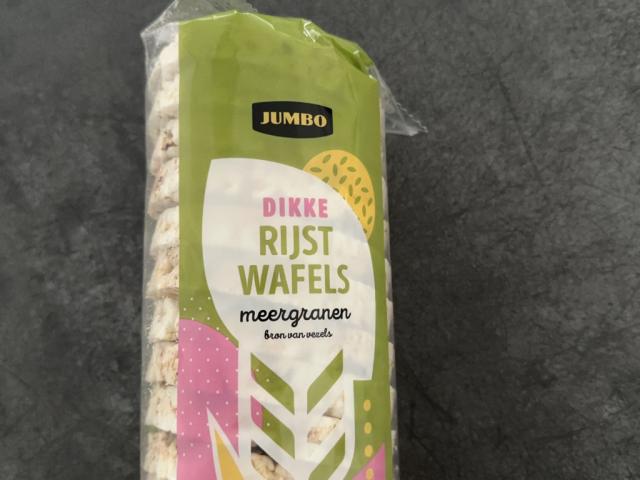 JUMBO
DIKKE
RIJST
WAFELS
meergranen
bron van vezels